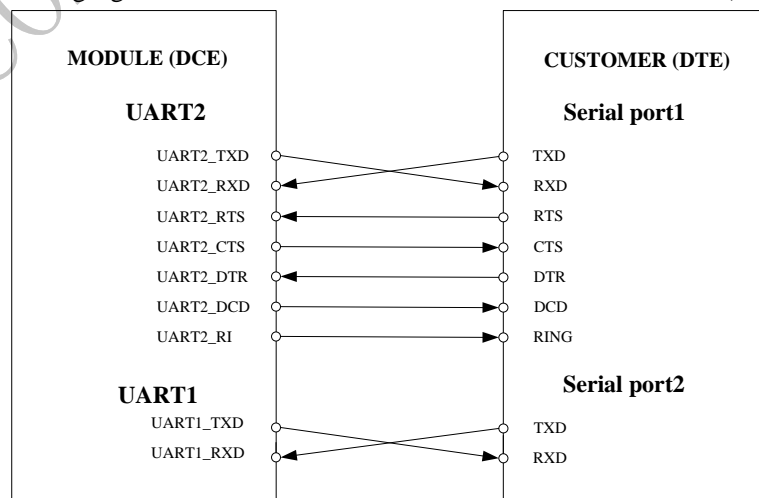 MODULE (DCE)
CUSTOMER (DTE)
UART2
Serial port1
UART2_TXD
TXD
UART2_RXD
RXD
UART2_RTS
RTS
UART2_CTS
CTS
UART2_DTR
DTR
UART2_DCD
DCD
UART2_RI
RING
UART1
Serial port2
UART1_TXD
TXD
UART1_RXD
RXD